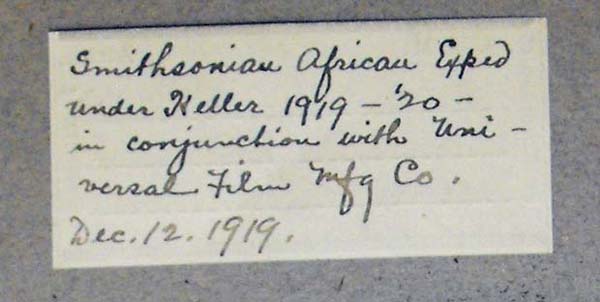 Smithsonian African Exped
under Heller 1919 - '20 -
in conjunction with Uni -
versal Film Mfg Co.
Dec. 12. 1919.